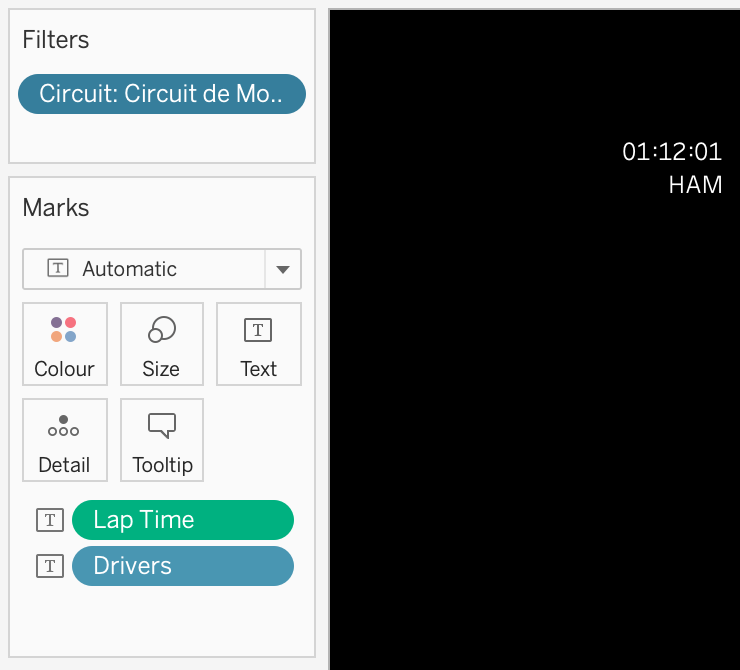 Filters
Circuit: Circuit de Mo..
Marks
T Automatic
Colour
Size
T
Text
Detail
Tooltip
T Lap Time
T Drivers
01:12:01
HAM